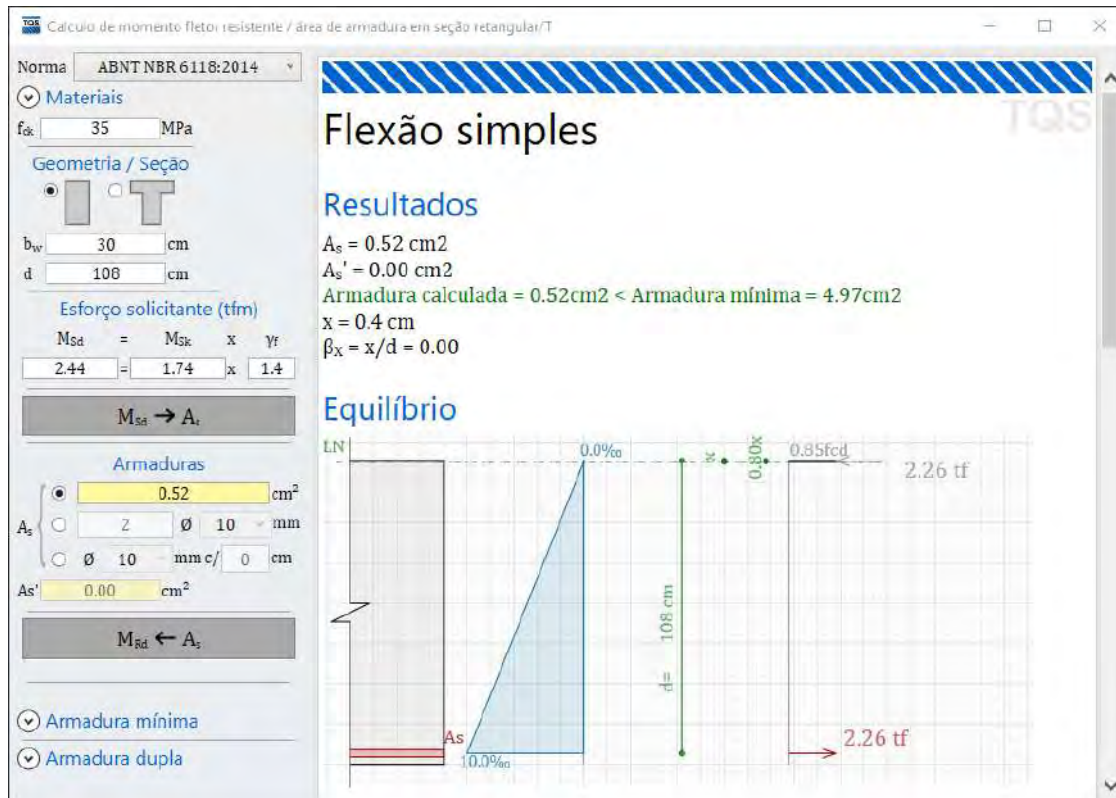 TQS Calculo de momento fletor resistente / área de armadura em seção retangular/T
Norma ABNT NBR 6118:2014
Materiais
fck 35 MPa
Geometria / Seção
bw 30 cm
d 108 cm
Esforço solicitante (tfm)
MSd = MSk x γf
2.44 = 1.74 x 1.4
MSd → As
Armaduras
As
0.52 cm²
2 Ø 10 mm
Ø 10 mm c/ 0 cm
As' 0.00 cm²
MRd ← As
Armadura mínima
Armadura dupla
TQS
Flexão simples
Resultados
As = 0.52 cm2
As' = 0.00 cm2
Armadura calculada = 0.52cm2 < Armadura mínima = 4.97cm2
x = 0.4 cm
βx = x/d = 0.00
Equilíbrio
LN 0.0‰ x 0.80x 0.85fcd
2.26 tf
d= 108 cm
As
10.0‰
2.26 tf